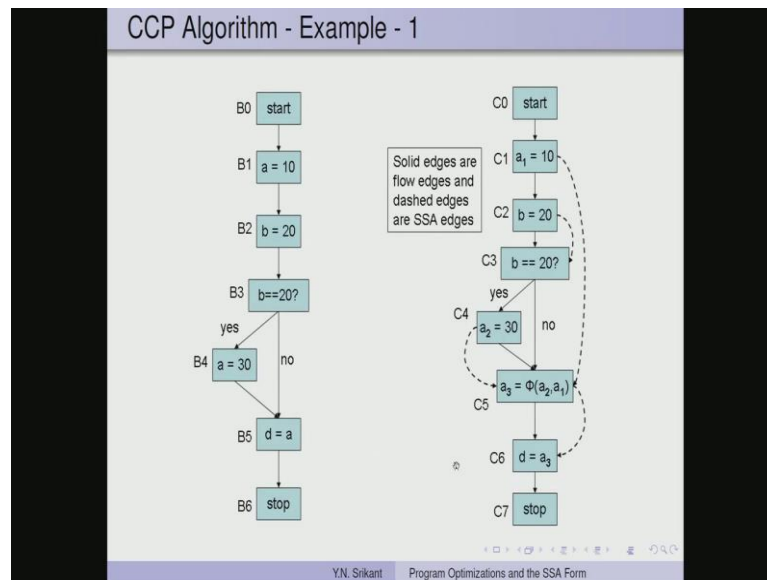 CCP Algorithm - Example - 1
B0 start
B1 a = 10
B2 b = 20
B3 b==20?
yes
no
B4 a = 30
B5 d = a
B6 stop
Solid edges are
flow edges and
dashed edges
are SSA edges
C0 start
C1 a₁ = 10
C2 b = 20
C3 b == 20?
yes
no
C4
a₂ = 30
a₃ = Φ(a₂,a₁)
C5
C6 d = a₃
C7 stop
Y.N. Srikant Program Optimizations and the SSA Form